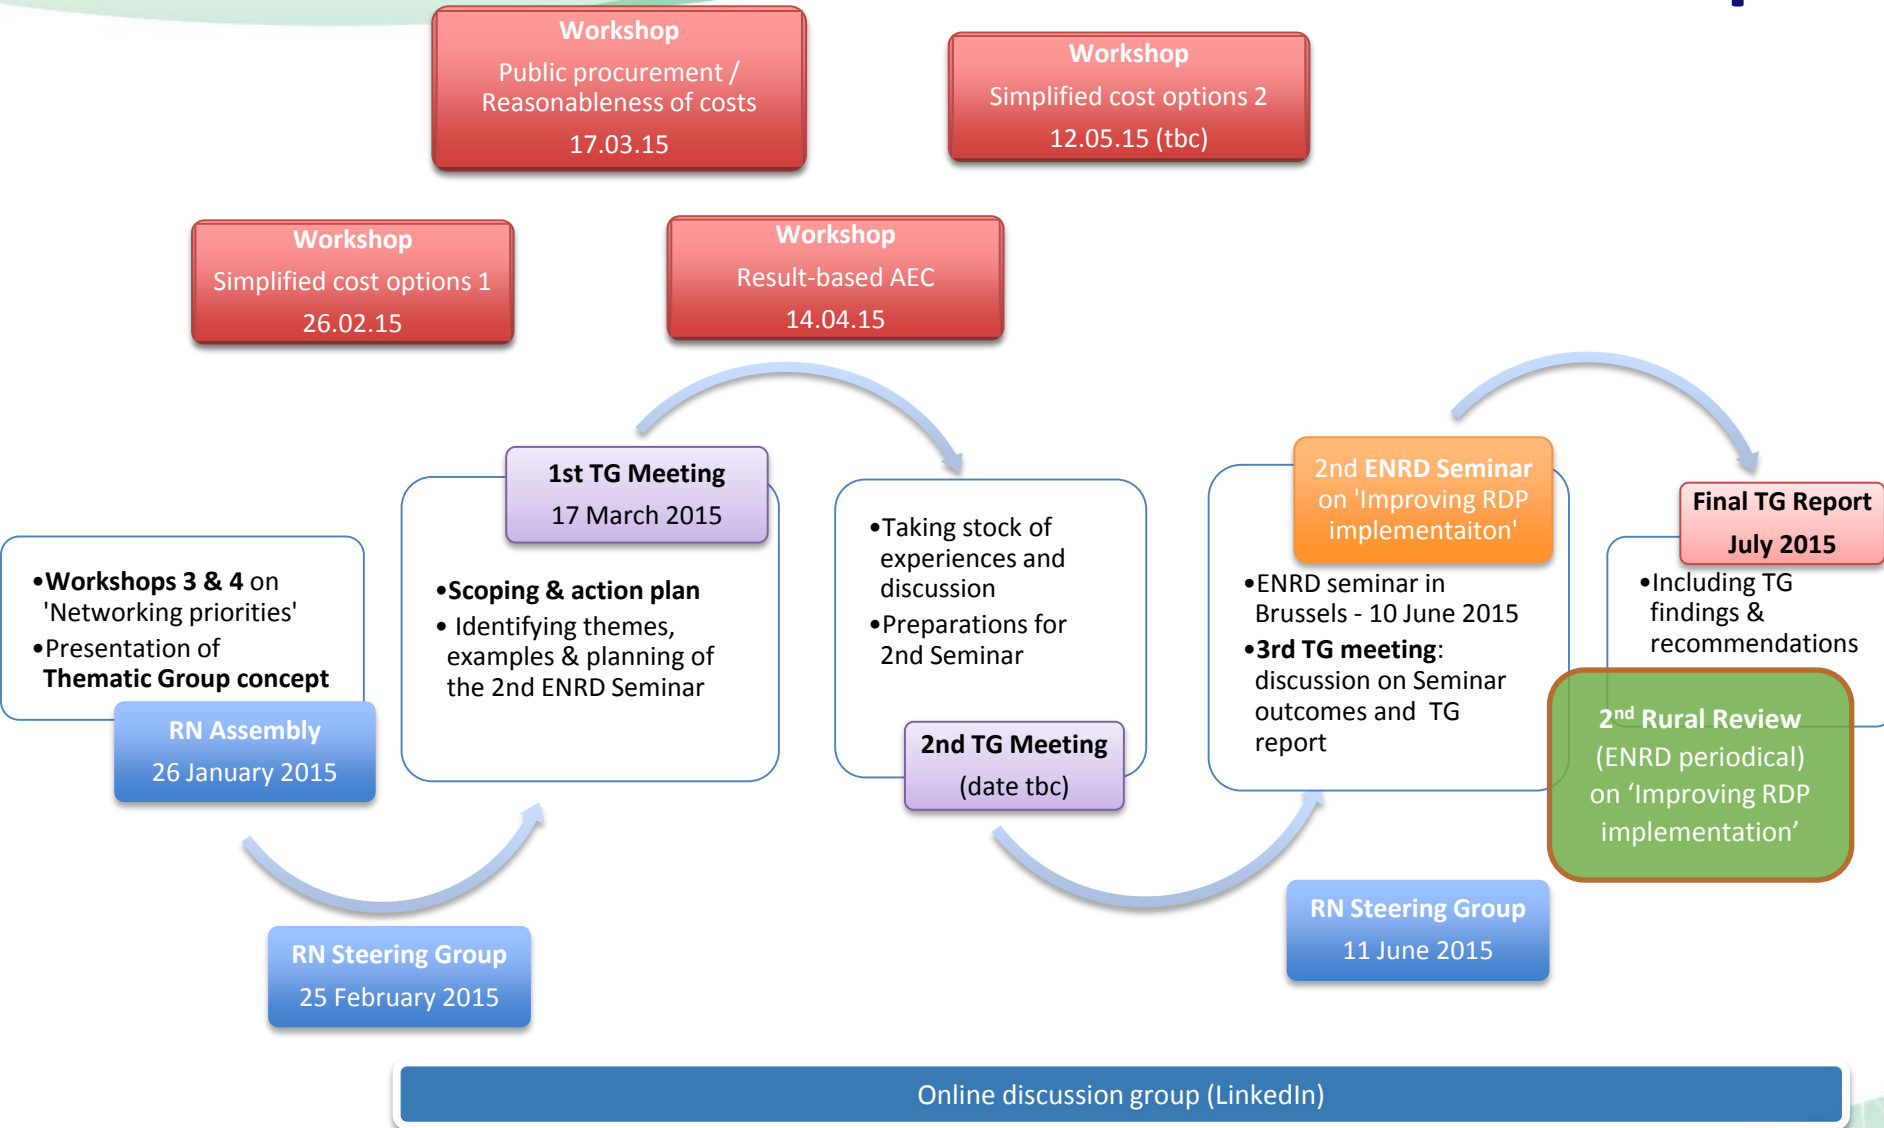 Workshop
Public procurement /
Reasonableness of costs
17.03.15
Workshop
Simplified cost options 2
12.05.15 (tbc)
Workshop
Simplified cost options 1
26.02.15
Workshop
Result-based AEC
14.04.15
•Workshops 3 & 4 on
'Networking priorities'
•Presentation of
Thematic Group concept
RN Assembly
26 January 2015
1st TG Meeting
17 March 2015
•Scoping & action plan
• Identifying themes,
examples & planning of
the 2nd ENRD Seminar
•Taking stock of
experiences and
discussion
•Preparations for
2nd Seminar
2nd TG Meeting
(date tbc)
2nd ENRD Seminar
on 'Improving RDP
implementaiton'
•ENRD seminar in
Brussels - 10 June 2015
•3rd TG meeting:
discussion on Seminar
outcomes and TG
report
Final TG Report
July 2015
•Including TG
findings &
recommendations
2nd Rural Review
(ENRD periodical)
on ‘Improving RDP
implementation’
RN Steering Group
25 February 2015
RN Steering Group
11 June 2015
Online discussion group (LinkedIn)